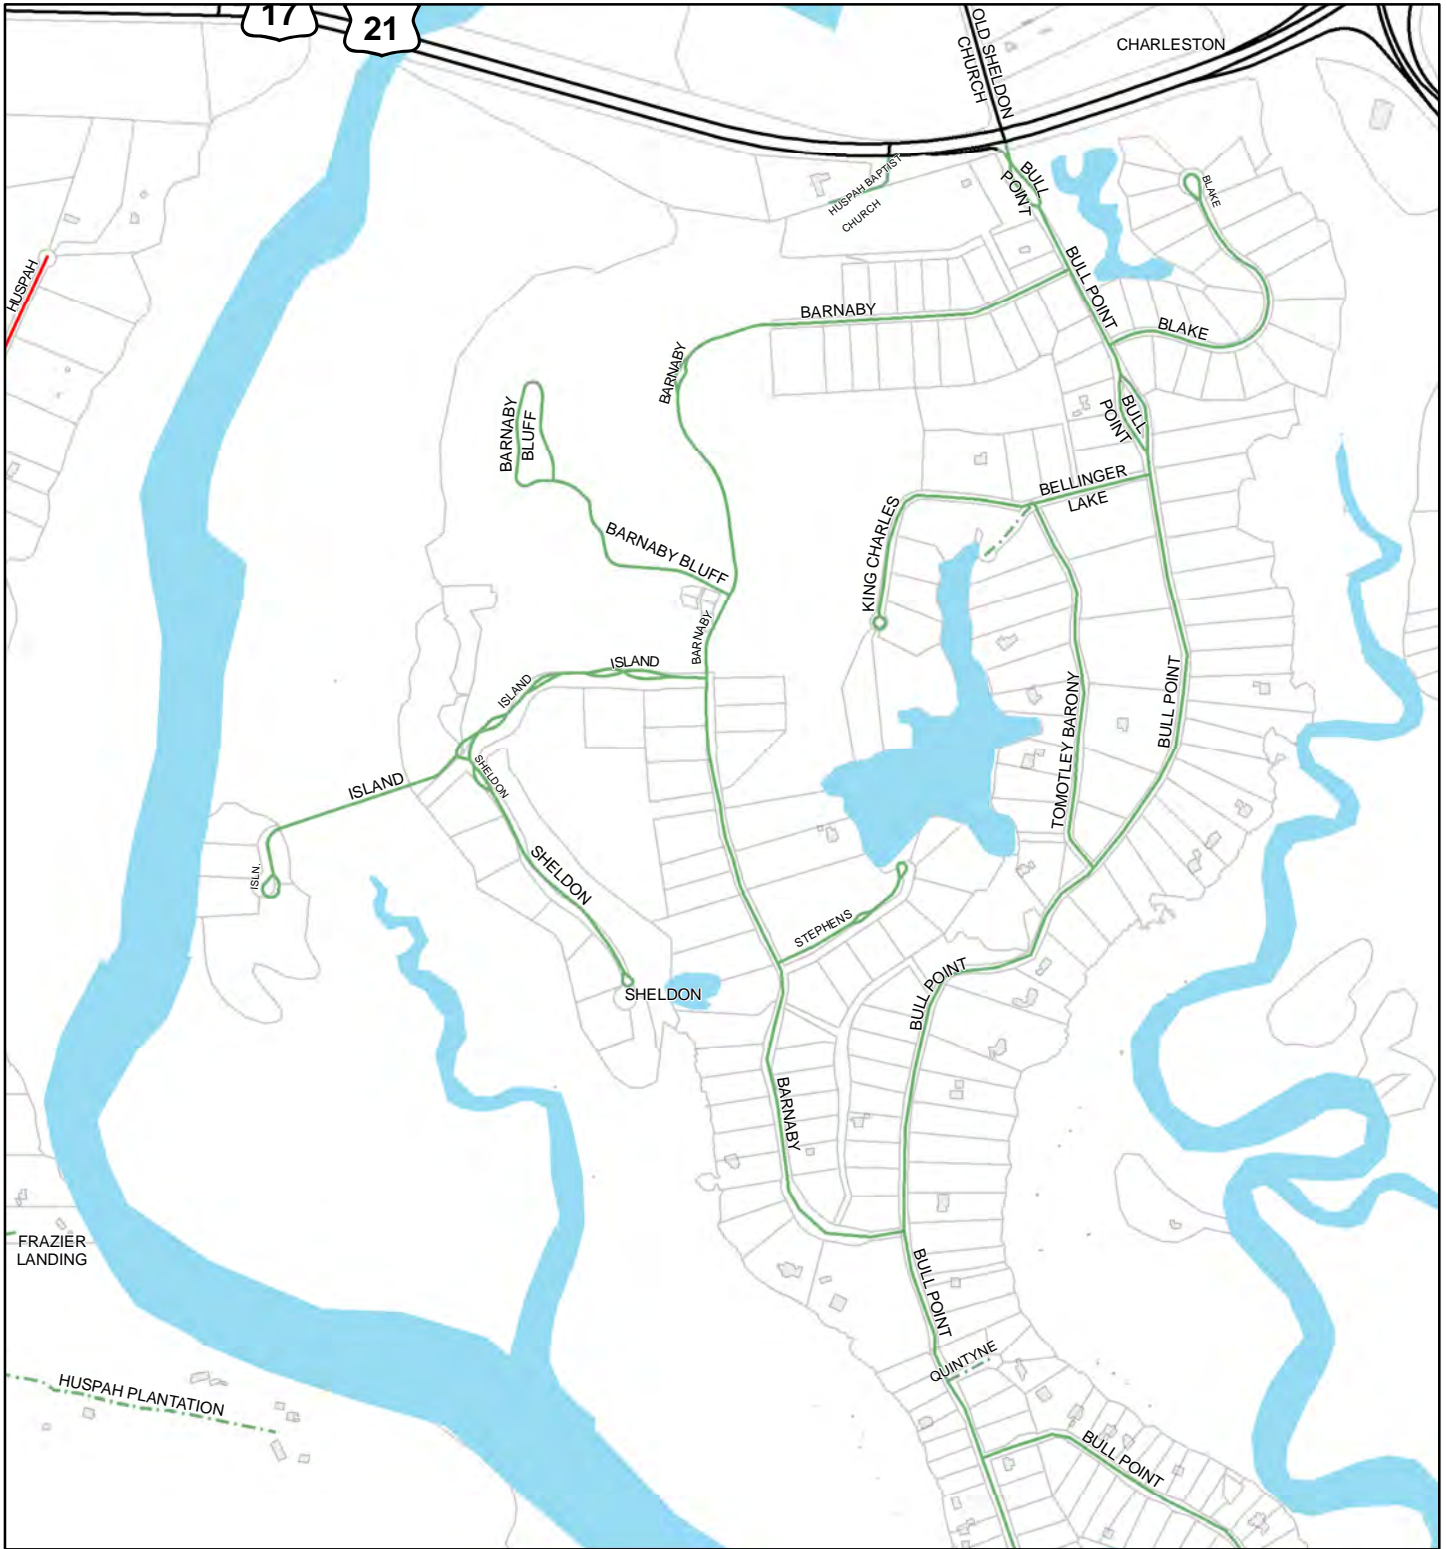 17
21
OLD SHELDON
CHURCH
CHARLESTON
HUSPAH BAPTIST
CHURCH
BULL
POINT
BLAKE
HUSPAH
BULL POINT
BARNABY
BLAKE
BARNABY
BULL
POINT
BARNABY
BLUFF
BELLINGER
LAKE
KING CHARLES
BARNABY BLUFF
BARNABY
ISLAND
ISLAND
TOMOTLEY BARONY
BULL POINT
SHELDON
ISLAND
SHELDON
ISLN.
STEPHENS
BULL POINT
SHELDON
BARNABY
FRAZIER
LANDING
BULL POINT
QUINTYNE
HUSPAH PLANTATION
BULL POINT